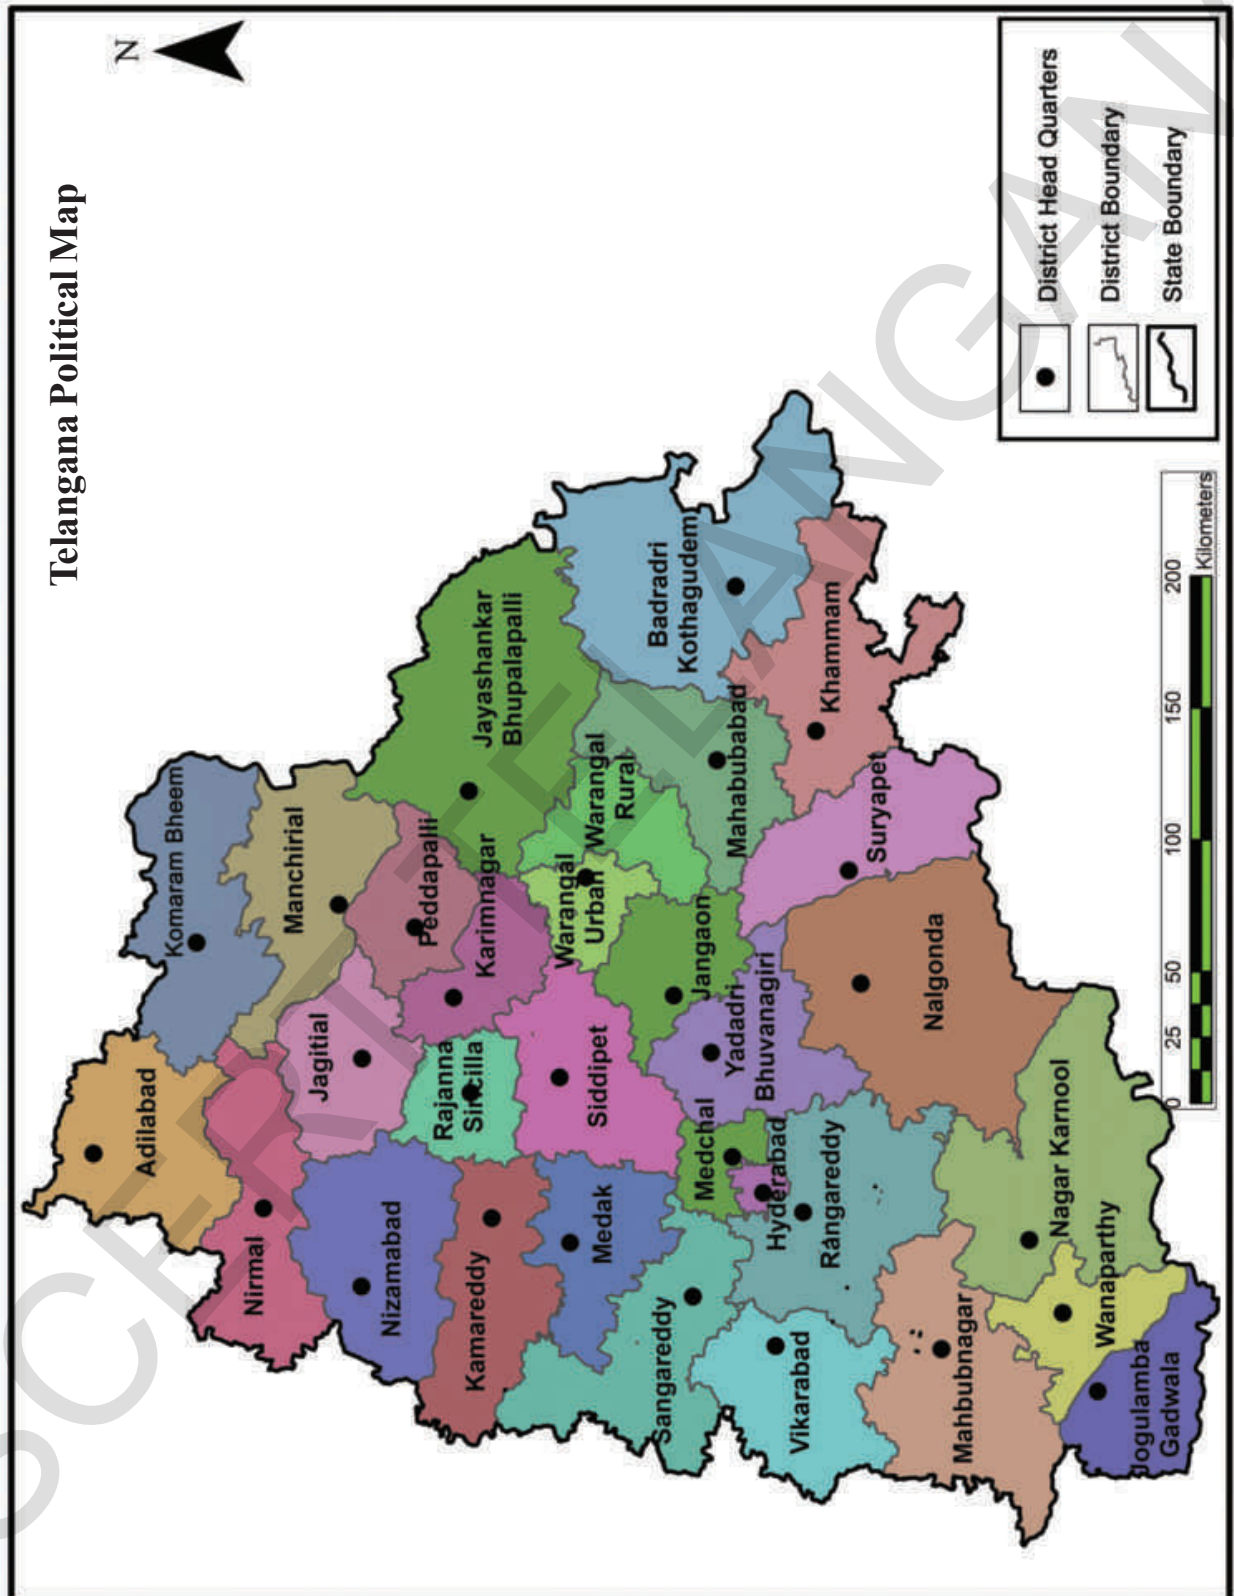 Telangana Political Map
N
Adilabad
Komaram Bheem
Nirmal
Manchirial
Jagitial
Nizamabad
Peddapalli
Karimnagar
Rajanna
Sircilla
Kamareddy
Jayashankar
Bhupalapalli
Warangal
Urban
Warangal
Rural
Siddipet
Medak
Sangareddy
Jangaon
Mahabubabad
Badradri
Kothagudem
Khammam
Suryapet
Yadadri
Bhuvanagiri
Medchal
Hyderabad
Rangareddy
Vikarabad
Nalgonda
Mahbubnagar
Nagar Karnool
Wanaparthy
Jogulamba
Gadwala
0 25 50 100 150 200
Kilometers
District Head Quarters
District Boundary
State Boundary
SCERT TELANGANA